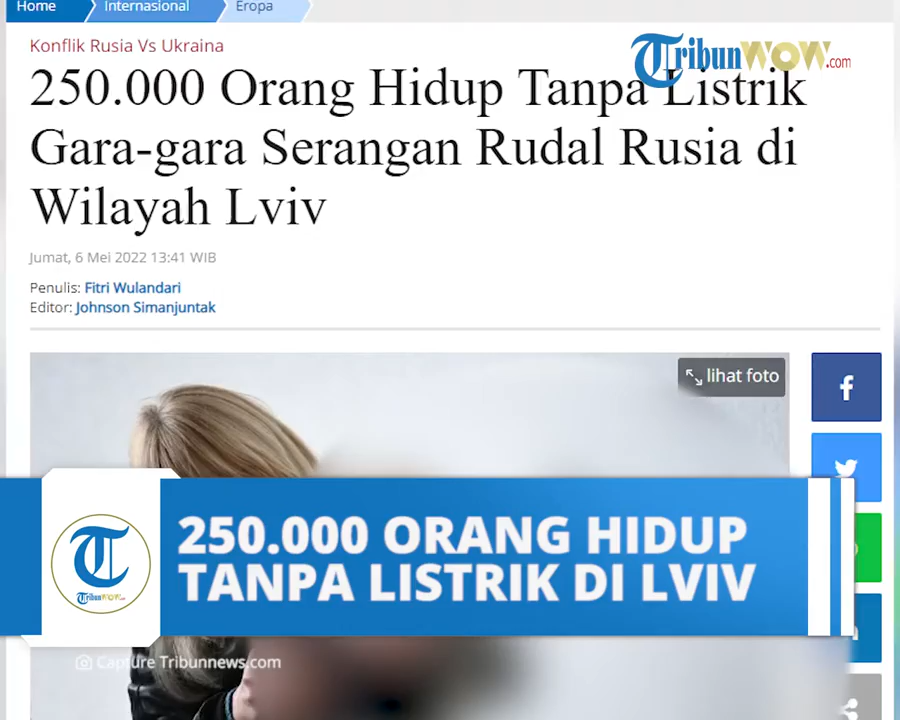 Home
Internasional
Eropa
Konflik Rusia Vs Ukraina
TribunWOW.com
250.000 Orang Hidup Tanpa Listrik
Gara-gara Serangan Rudal Rusia di
Wilayah Lviv
Jumat, 6 Mei 2022 13:41 WIB
Penulis: Fitri Wulandari
Editor: Johnson Simanjuntak
lihat foto
250.000 ORANG HIDUP
TANPA LISTRIK DI LVIV
TribunWOW.com
Capture Tribunnews.com